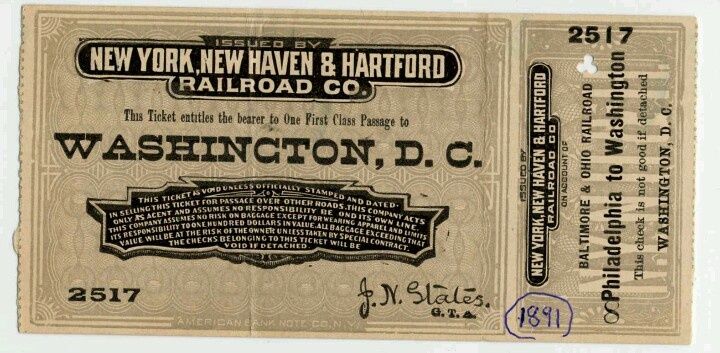 ISSUED BY
NEW YORK, NEW HAVEN & HARTFORD
RAILROAD CO.
This Ticket entitles the bearer to One First Class Passage to
WASHINGTON, D. C.
THIS TICKET IS VOID UNLESS OFFICIALLY STAMPED AND DATED
IN SELLING THIS TICKET FOR PASSAGE OVER OTHER ROADS, THIS COMPANY ACTS
ONLY AS AGENT AND ASSUMES NO RESPONSIBILITY BEYOND ITS OWN LINE.
THIS COMPANY ASSUMES NO RISK ON BAGGAGE EXCEPT FOR WEARING APPAREL AND LIMITS
ITS RESPONSIBILITY TO ONE HUNDRED DOLLARS IN VALUE. ALL BAGGAGE EXCEEDING THAT
VALUE WILL BE AT THE RISK OF THE OWNER UNLESS TAKEN BY SPECIAL CONTRACT.
THE CHECKS BELONGING TO THIS TICKET WILL BE
VOID IF DETACHED
2517
J. N. States.
G. T. A.
AMERICAN BANK NOTE CO. N.Y.
2517
ISSUED BY
NEW YORK, NEW HAVEN & HARTFORD
RAILROAD CO
ON ACCOUNT OF
BALTIMORE & OHIO RAILROAD
8 Philadelphia to Washington
This check is not good if detached
WASHINGTON, D. C.
1891